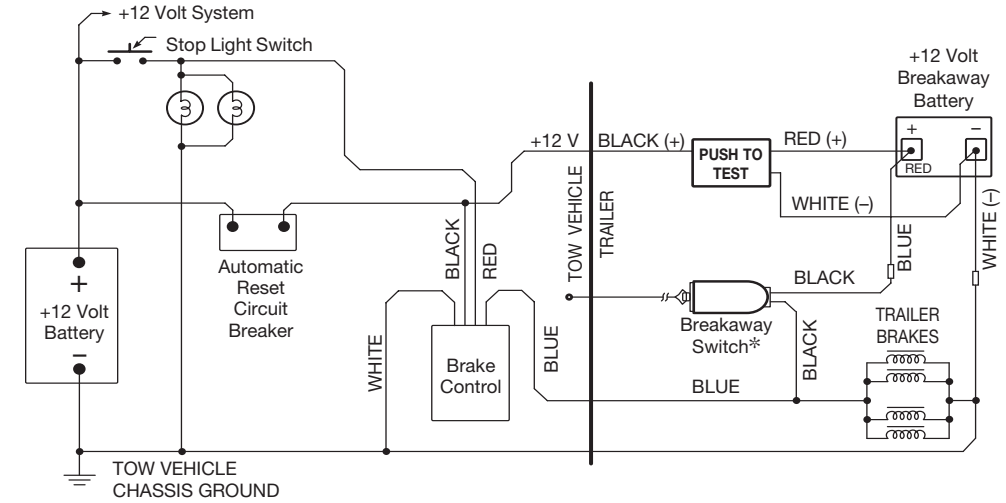 +12 Volt System
Stop Light Switch
+12 Volt
Breakaway
Battery
+ −
RED
+12 V
BLACK (+)
PUSH TO
TEST
RED (+)
WHITE (−)
WHITE (−)
BLUE
TOW VEHICLE
TRAILER
BLACK
RED
Automatic
Reset
Circuit
Breaker
+
+12 Volt
Battery
−
WHITE
Brake
Control
BLUE
BLACK
Breakaway
Switch*
BLACK
TRAILER
BRAKES
BLUE
TOW VEHICLE
CHASSIS GROUND